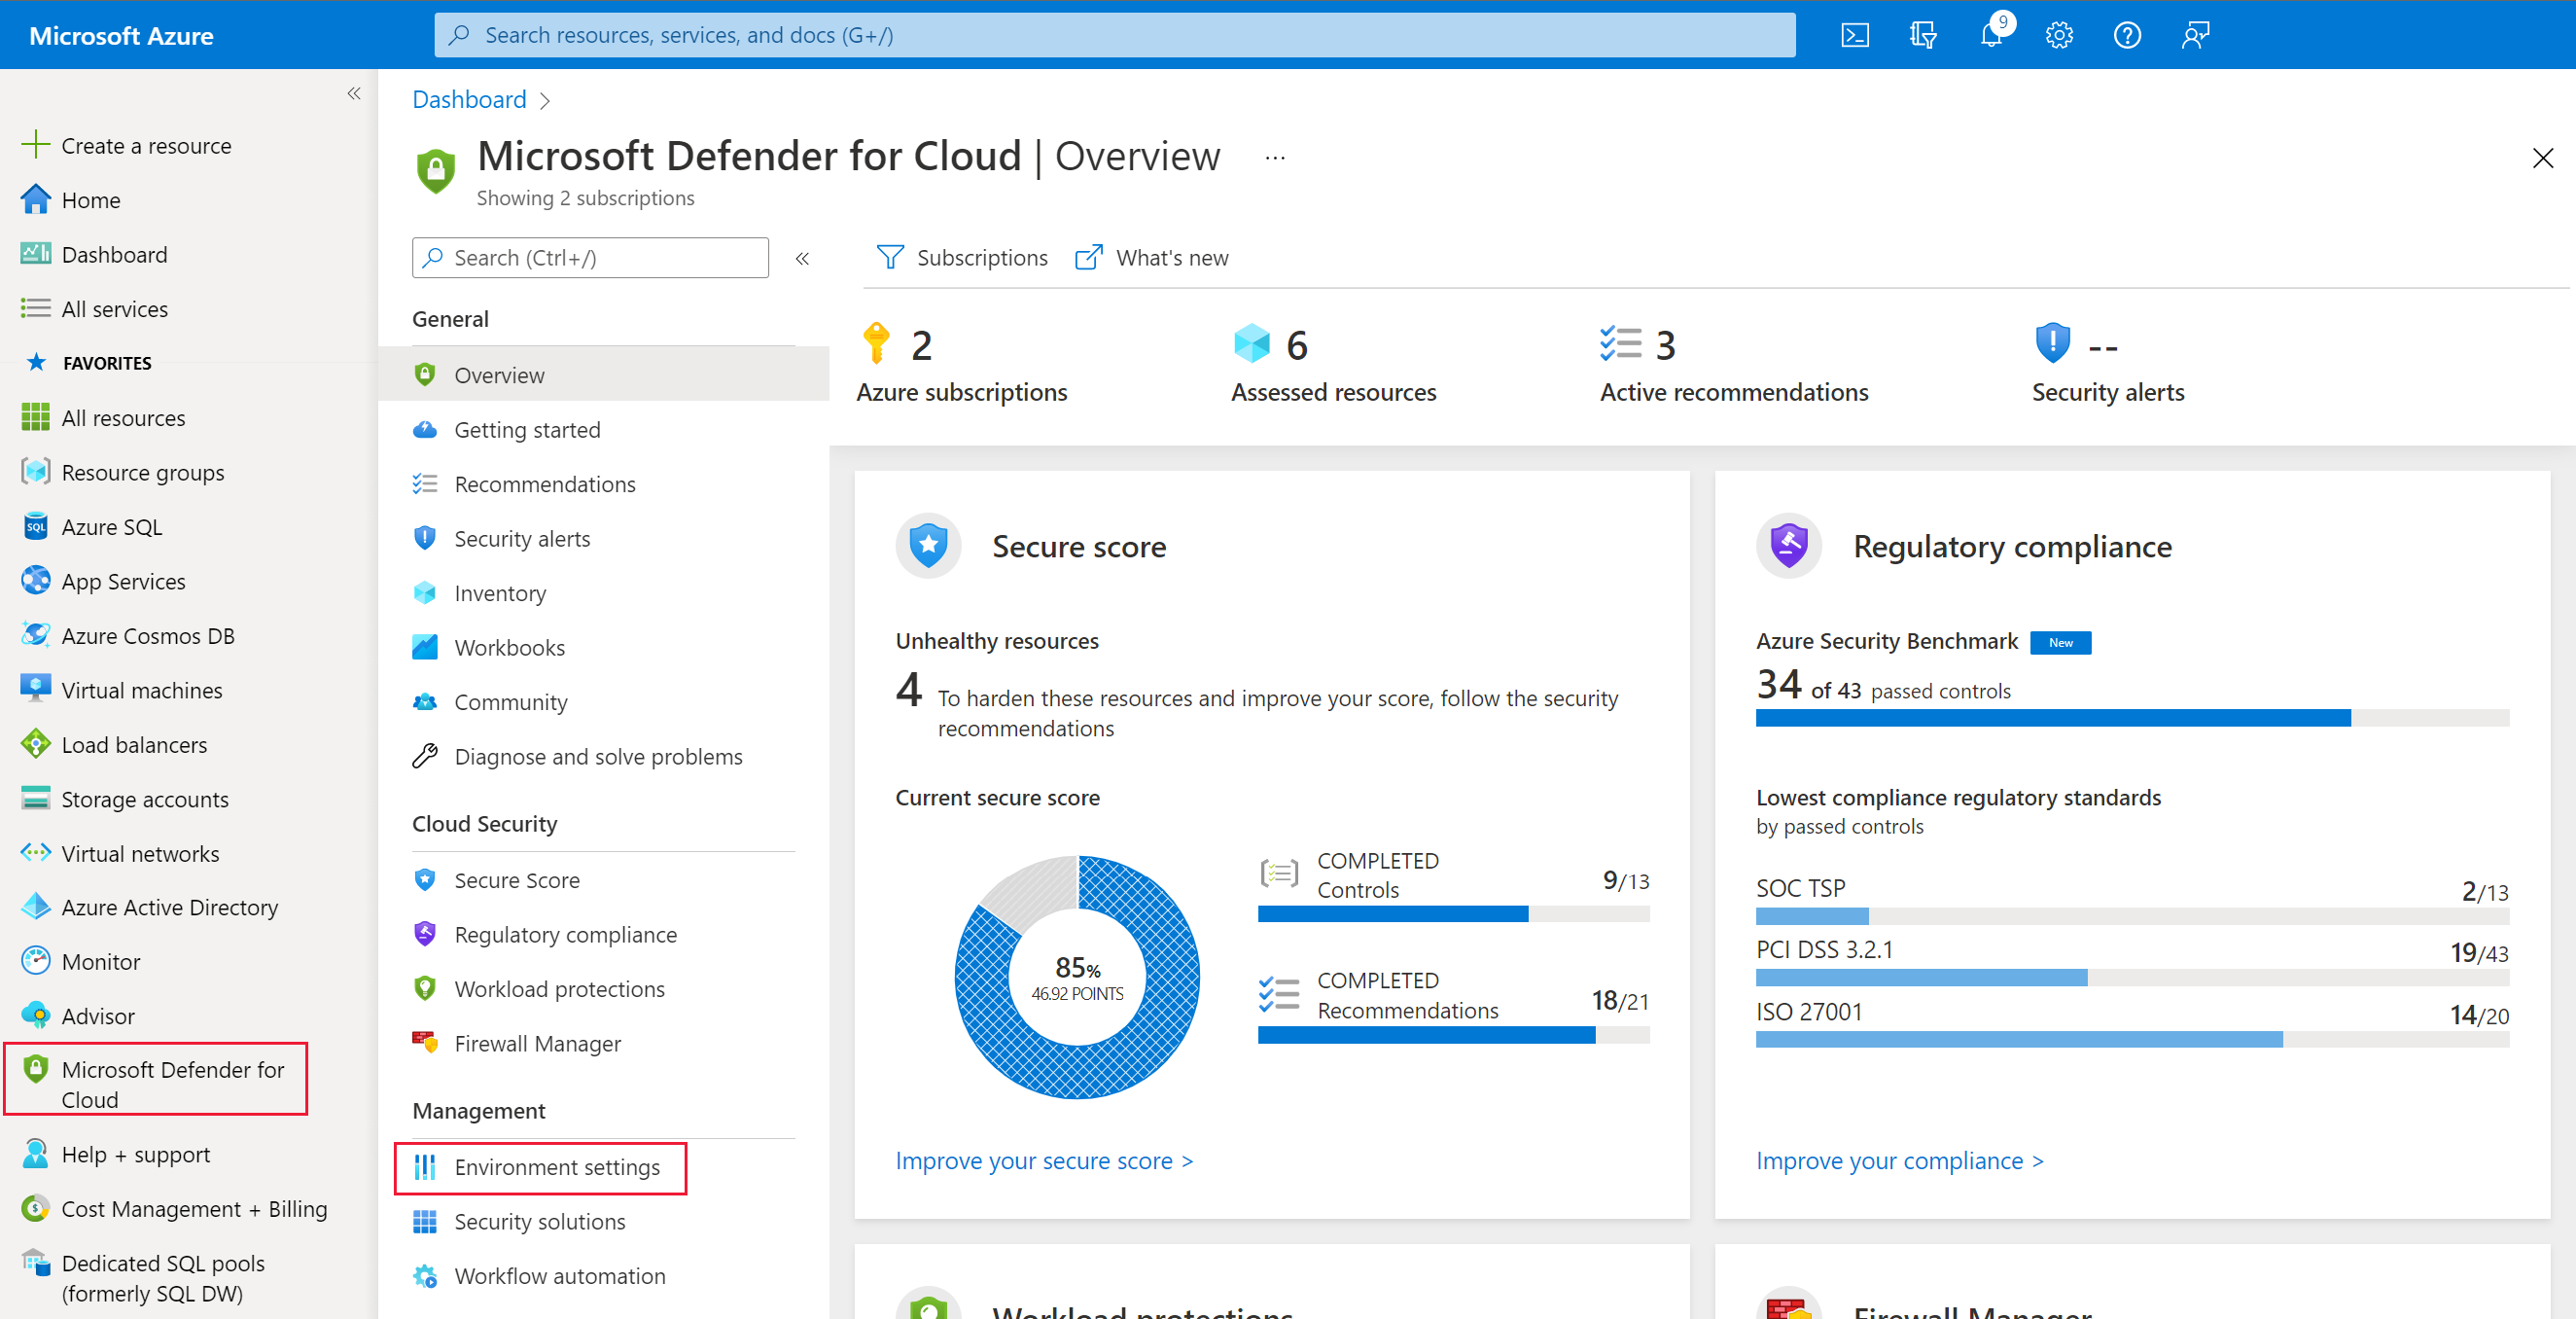 Microsoft Azure
Search resources, services, and docs (G+/)
9
Create a resource
Home
Dashboard
All services
FAVORITES
All resources
Resource groups
SQL
Azure SQL
App Services
Azure Cosmos DB
Virtual machines
Load balancers
Storage accounts
Virtual networks
Azure Active Directory
Monitor
Advisor
Microsoft Defender for
Cloud
Help + support
Cost Management + Billing
Dedicated SQL pools
(formerly SQL DW)
Dashboard >
Microsoft Defender for Cloud | Overview ...
Showing 2 subscriptions
Search (Ctrl+/)
General
Overview
Getting started
Recommendations
Security alerts
Inventory
Workbooks
Community
Diagnose and solve problems
Cloud Security
Secure Score
Regulatory compliance
Workload protections
Firewall Manager
Management
Environment settings
Security solutions
Workflow automation
Subscriptions
What's new
2
Azure subscriptions
6
Assessed resources
3
Active recommendations
--
Security alerts
Secure score
Unhealthy resources
4 To harden these resources and improve your score, follow the security
recommendations
Current secure score
85%
46.92 POINTS
COMPLETED
Controls 9/13
COMPLETED
Recommendations 18/21
Improve your secure score >
Regulatory compliance
Azure Security Benchmark New
34 of 43 passed controls
Lowest compliance regulatory standards
by passed controls
SOC TSP 2/13
PCI DSS 3.2.1 19/43
ISO 27001 14/20
Improve your compliance >
Workload protections
Firewall Manager